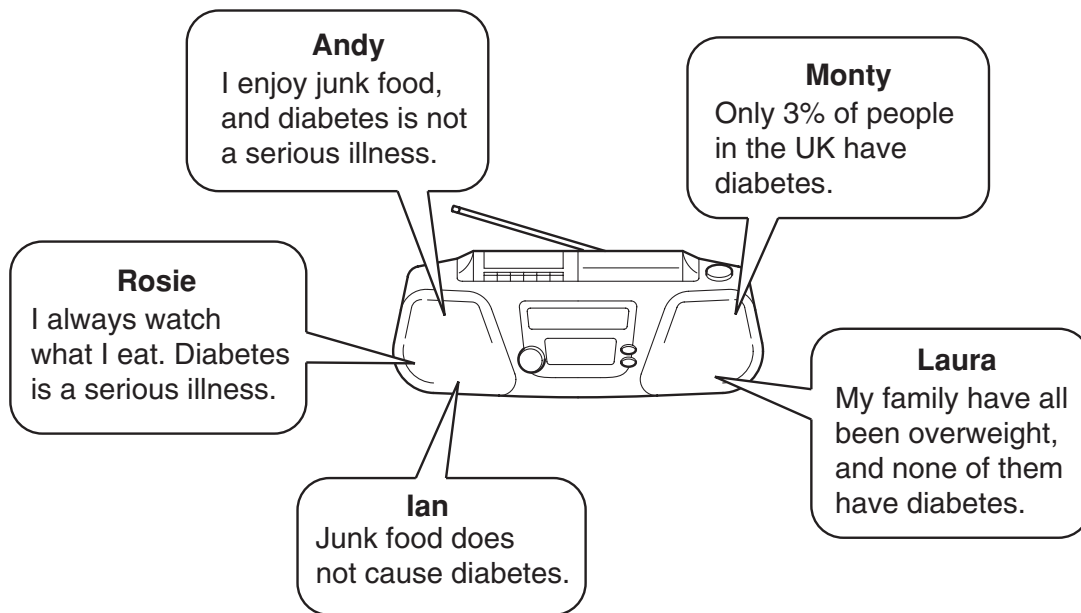 Andy
I enjoy junk food,
and diabetes is not
a serious illness.
Monty
Only 3% of people
in the UK have
diabetes.
Rosie
I always watch
what I eat. Diabetes
is a serious illness.
Laura
My family have all
been overweight,
and none of them
have diabetes.
Ian
Junk food does
not cause diabetes.